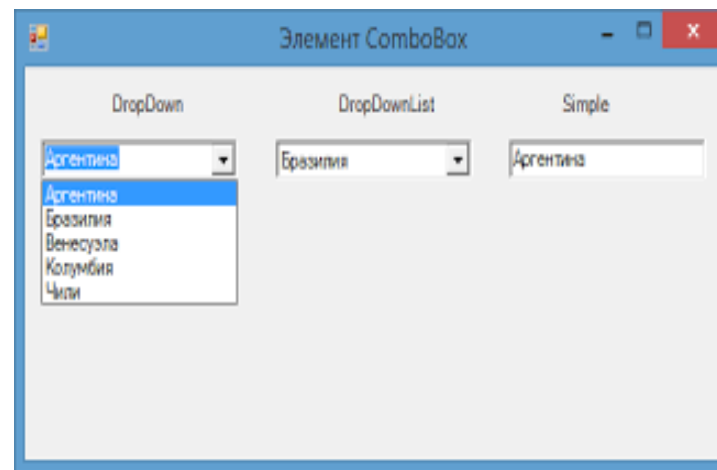 Элемент ComboBox
DropDown DropDownList Simple
Аргентина Бразилия Аргентина
Аргентина
Бразилия
Венесуэла
Колумбия
Чили